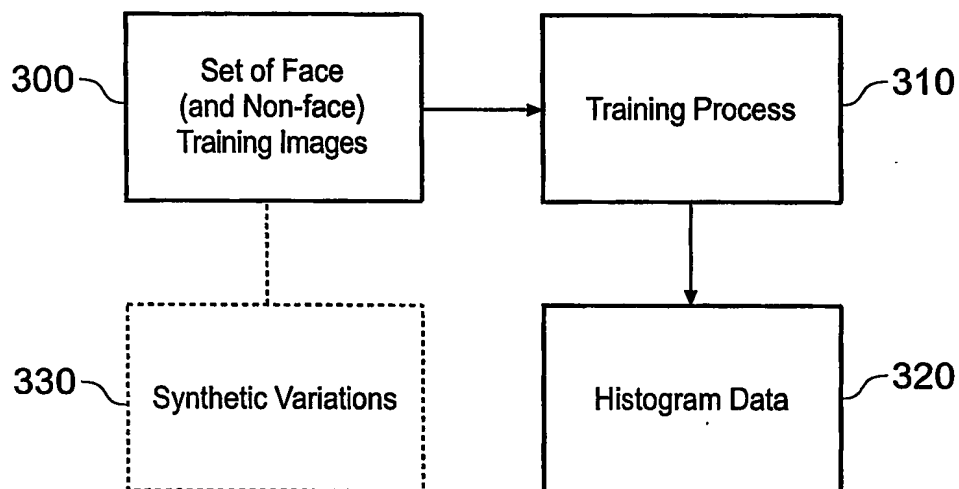 300
Set of Face
(and Non-face)
Training Images
Training Process
310
330
Synthetic Variations
Histogram Data
320